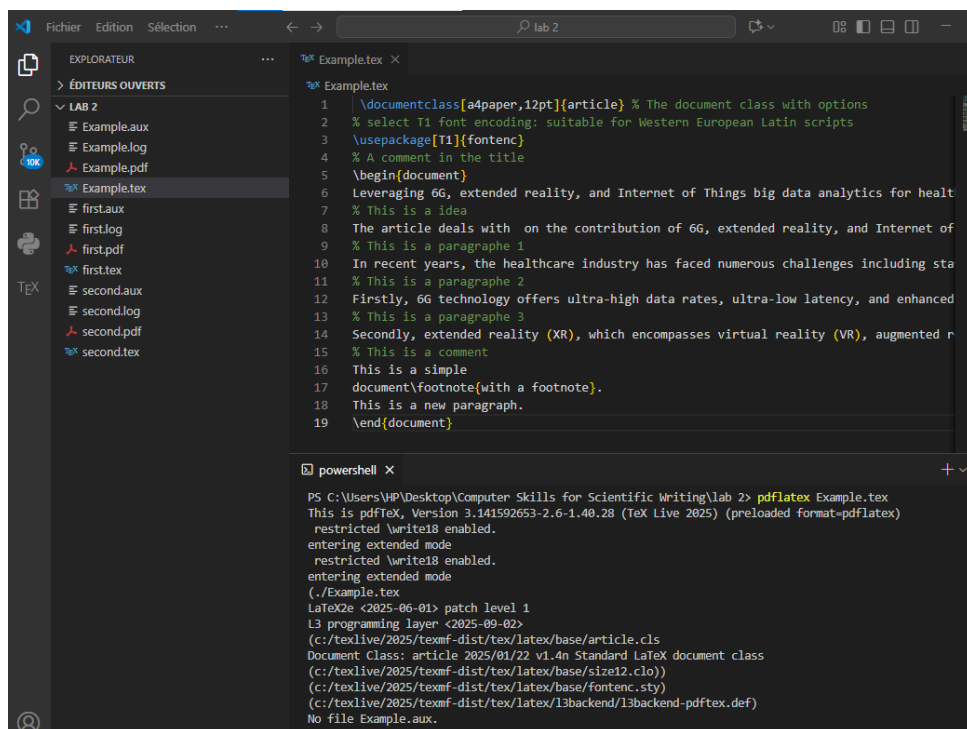 Fichier Edition Sélection ··· ← → lab 2
EXPLORATEUR ···
ÉDITEURS OUVERTS
LAB 2
Example.aux
Example.log
Example.pdf
Example.tex
first.aux
first.log
first.pdf
first.tex
second.aux
second.log
second.pdf
second.tex
10K
TEX
TEX Example.tex ×
TEX Example.tex
1 \documentclass[a4paper,12pt]{article} % The document class with options
2 % select T1 font encoding: suitable for Western European Latin scripts
3 \usepackage[T1]{fontenc}
4 % A comment in the title
5 \begin{document}
6 Leveraging 6G, extended reality, and Internet of Things big data analytics for healt
7 % This is a idea
8 The article deals with  on the contribution of 6G, extended reality, and Internet of
9 % This is a paragraphe 1
10 In recent years, the healthcare industry has faced numerous challenges including sta
11 % This is a paragraphe 2
12 Firstly, 6G technology offers ultra-high data rates, ultra-low latency, and enhanced
13 % This is a paragraphe 3
14 Secondly, extended reality (XR), which encompasses virtual reality (VR), augmented r
15 % This is a comment
16 This is a simple
17 document\footnote{with a footnote}.
18 This is a new paragraph.
19 \end{document}
powershell ×
PS C:\Users\HP\Desktop\Computer Skills for Scientific Writing\lab 2> pdflatex Example.tex
This is pdfTeX, Version 3.141592653-2.6-1.40.28 (TeX Live 2025) (preloaded format=pdflatex)
restricted \write18 enabled.
entering extended mode
restricted \write18 enabled.
entering extended mode
(./Example.tex
LaTeX2e <2025-06-01> patch level 1
L3 programming layer <2025-09-02>
(c:/texlive/2025/texmf-dist/tex/latex/base/article.cls
Document Class: article 2025/01/22 v1.4n Standard LaTeX document class
(c:/texlive/2025/texmf-dist/tex/latex/base/size12.clo))
(c:/texlive/2025/texmf-dist/tex/latex/base/fontenc.sty)
(c:/texlive/2025/texmf-dist/tex/latex/l3backend/l3backend-pdftex.def)
No file Example.aux.